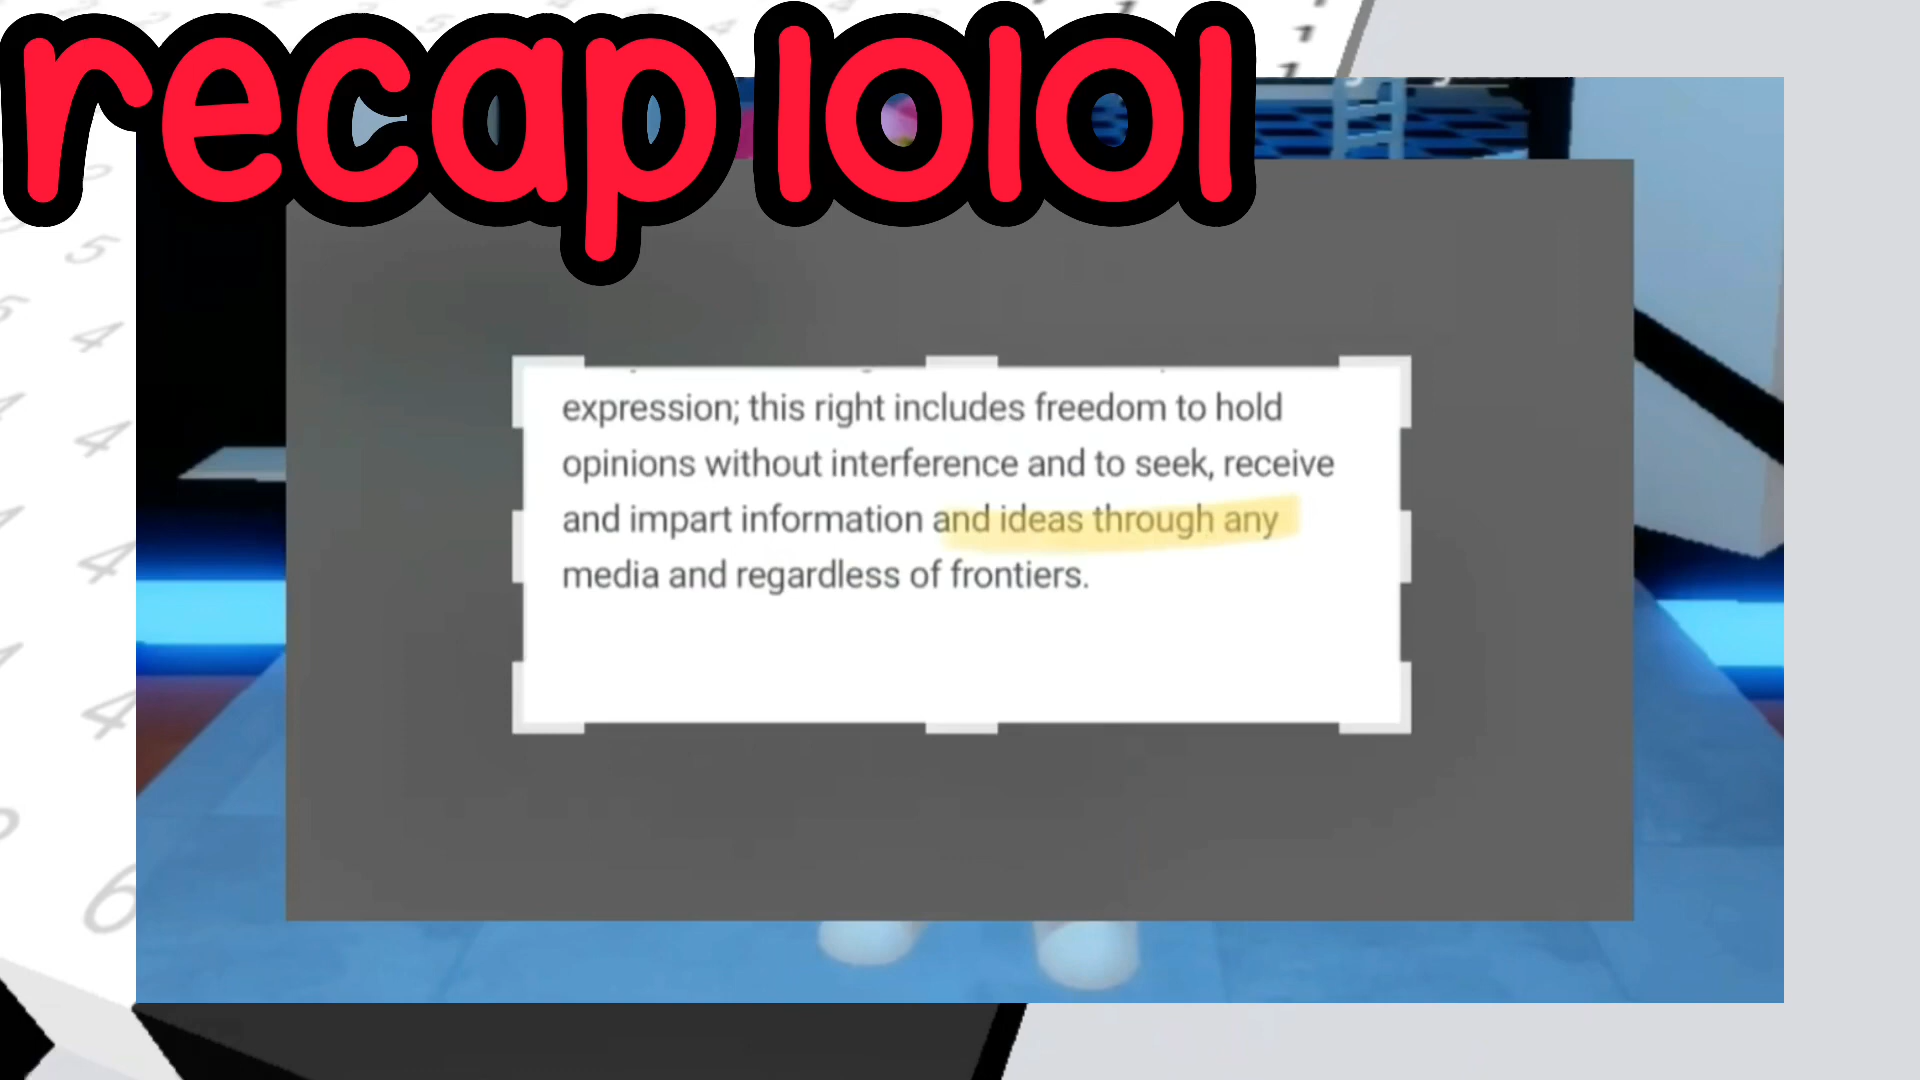 recap lolol
expression; this right includes freedom to hold
opinions without interference and to seek, receive
and impart information and ideas through any
media and regardless of frontiers.